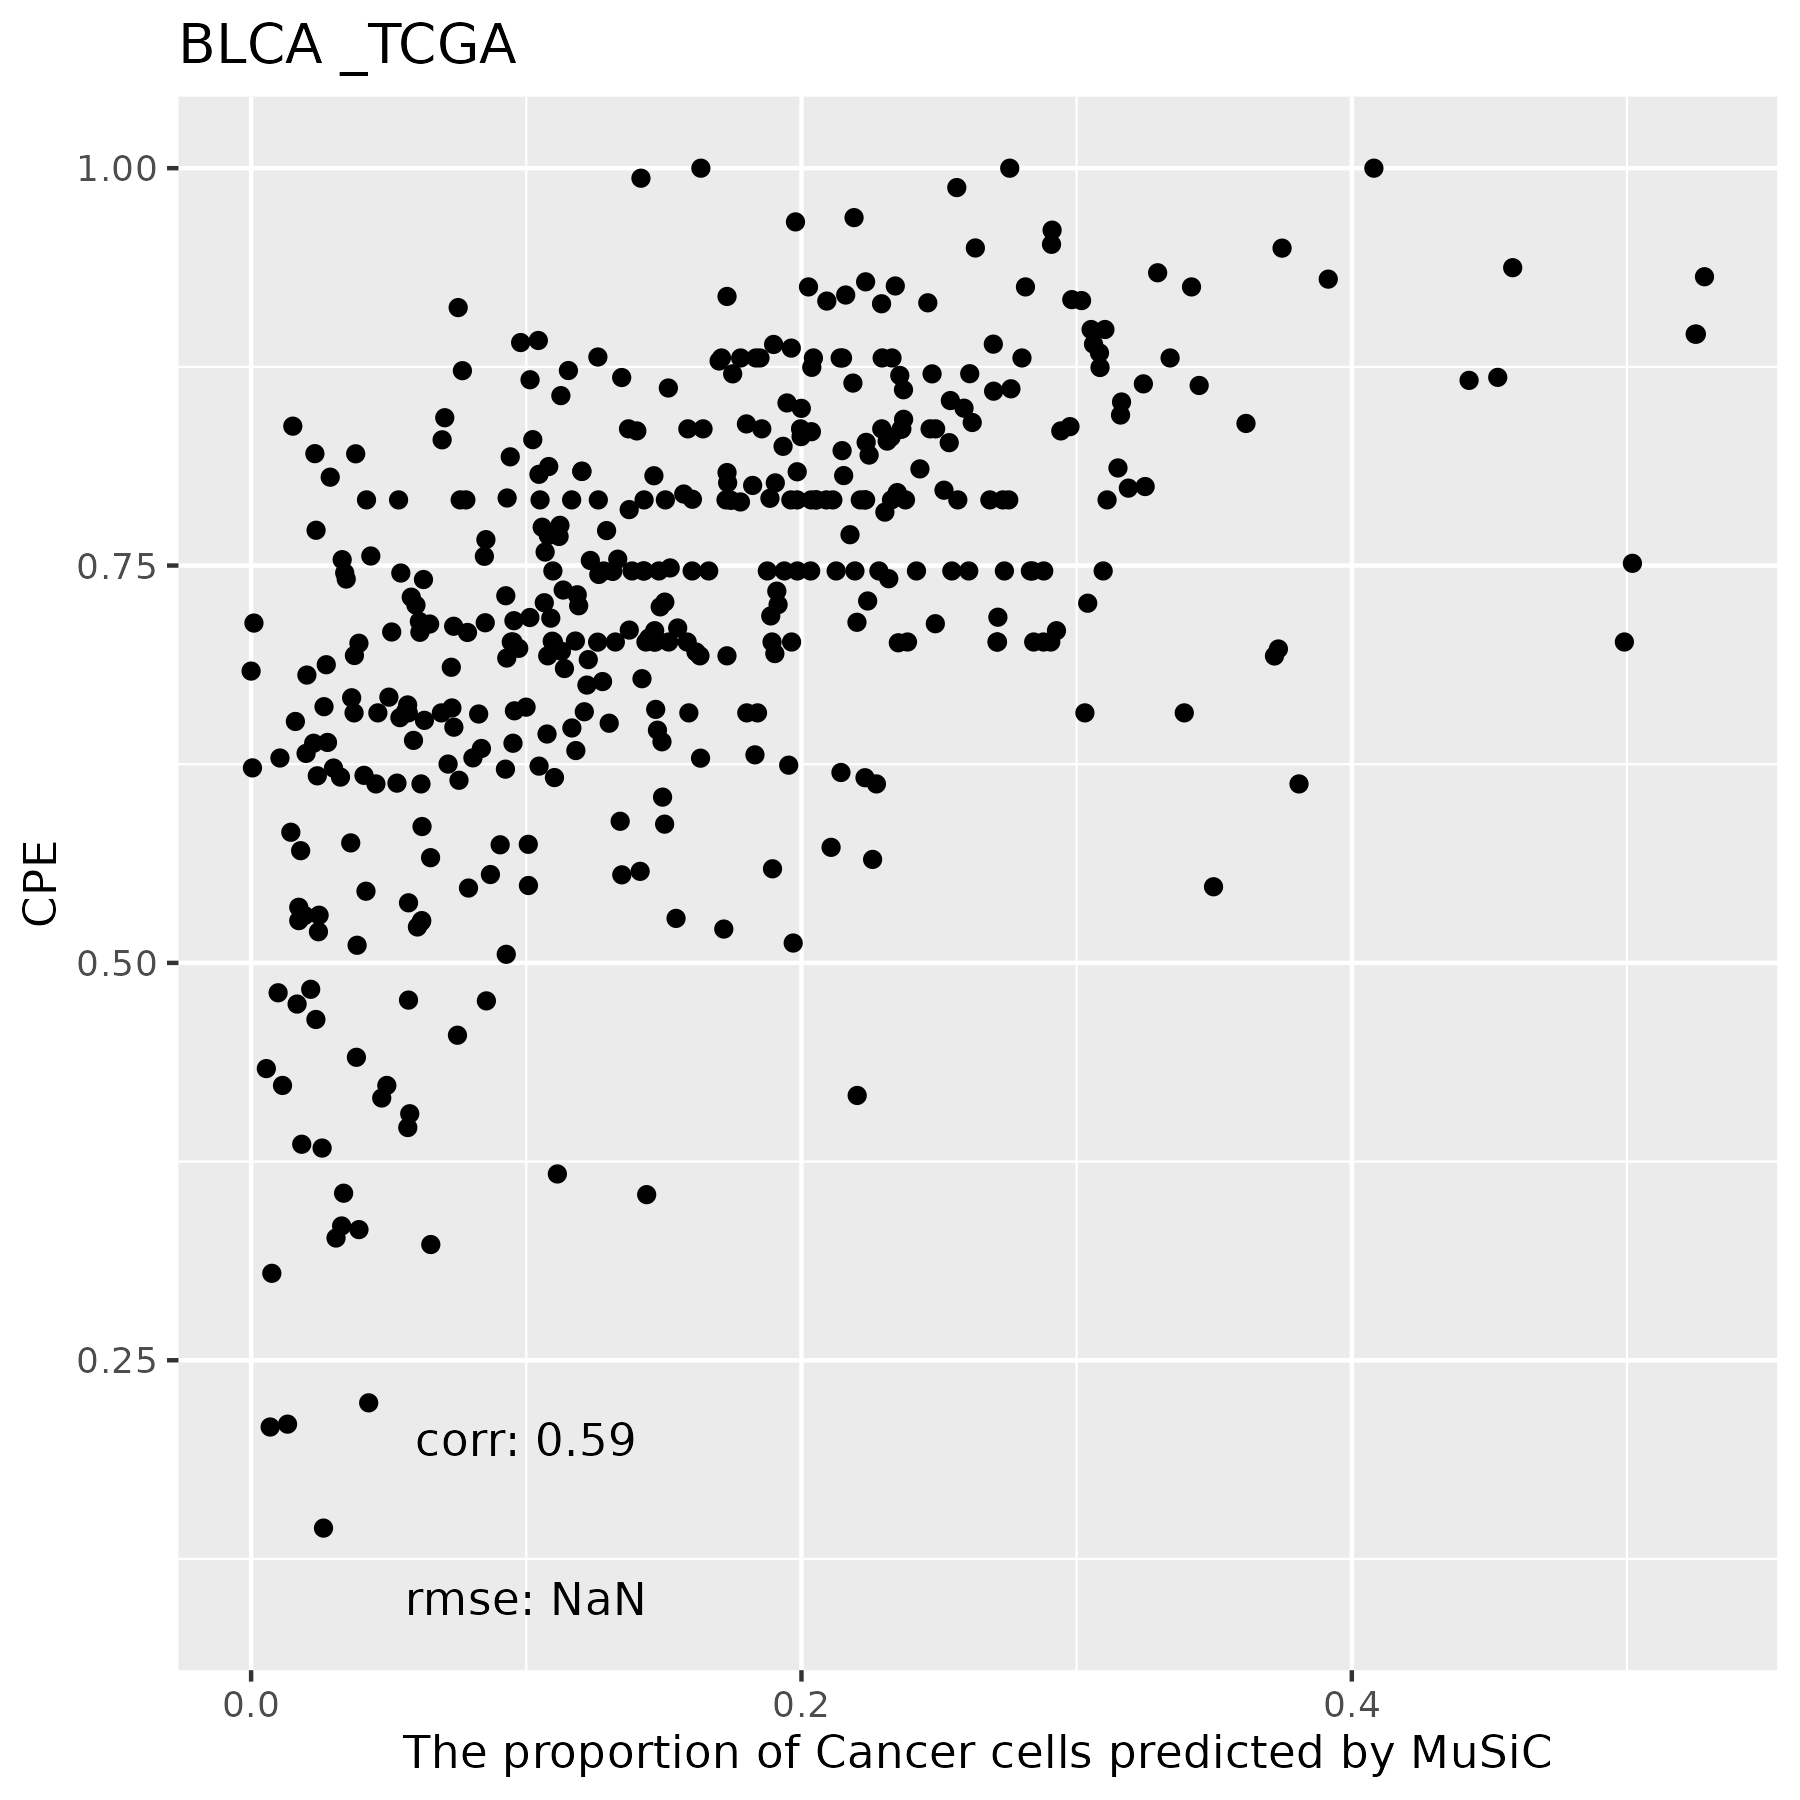 BLCA _TCGA
1.00
0.75
0.50
0.25
CPE
corr: 0.59
rmse: NaN
0.0 0.2 0.4
The proportion of Cancer cells predicted by MuSiC